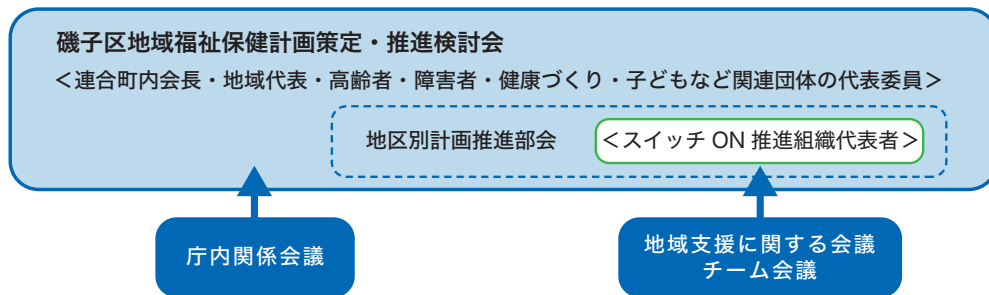 磯子区地域福祉保健計画策定・推進検討会
＜連合町内会長・地域代表・高齢者・障害者・健康づくり・子どもなど関連団体の代表委員＞
地区別計画推進部会
＜スイッチ ON 推進組織代表者＞
庁内関係会議
地域支援に関する会議
チーム会議